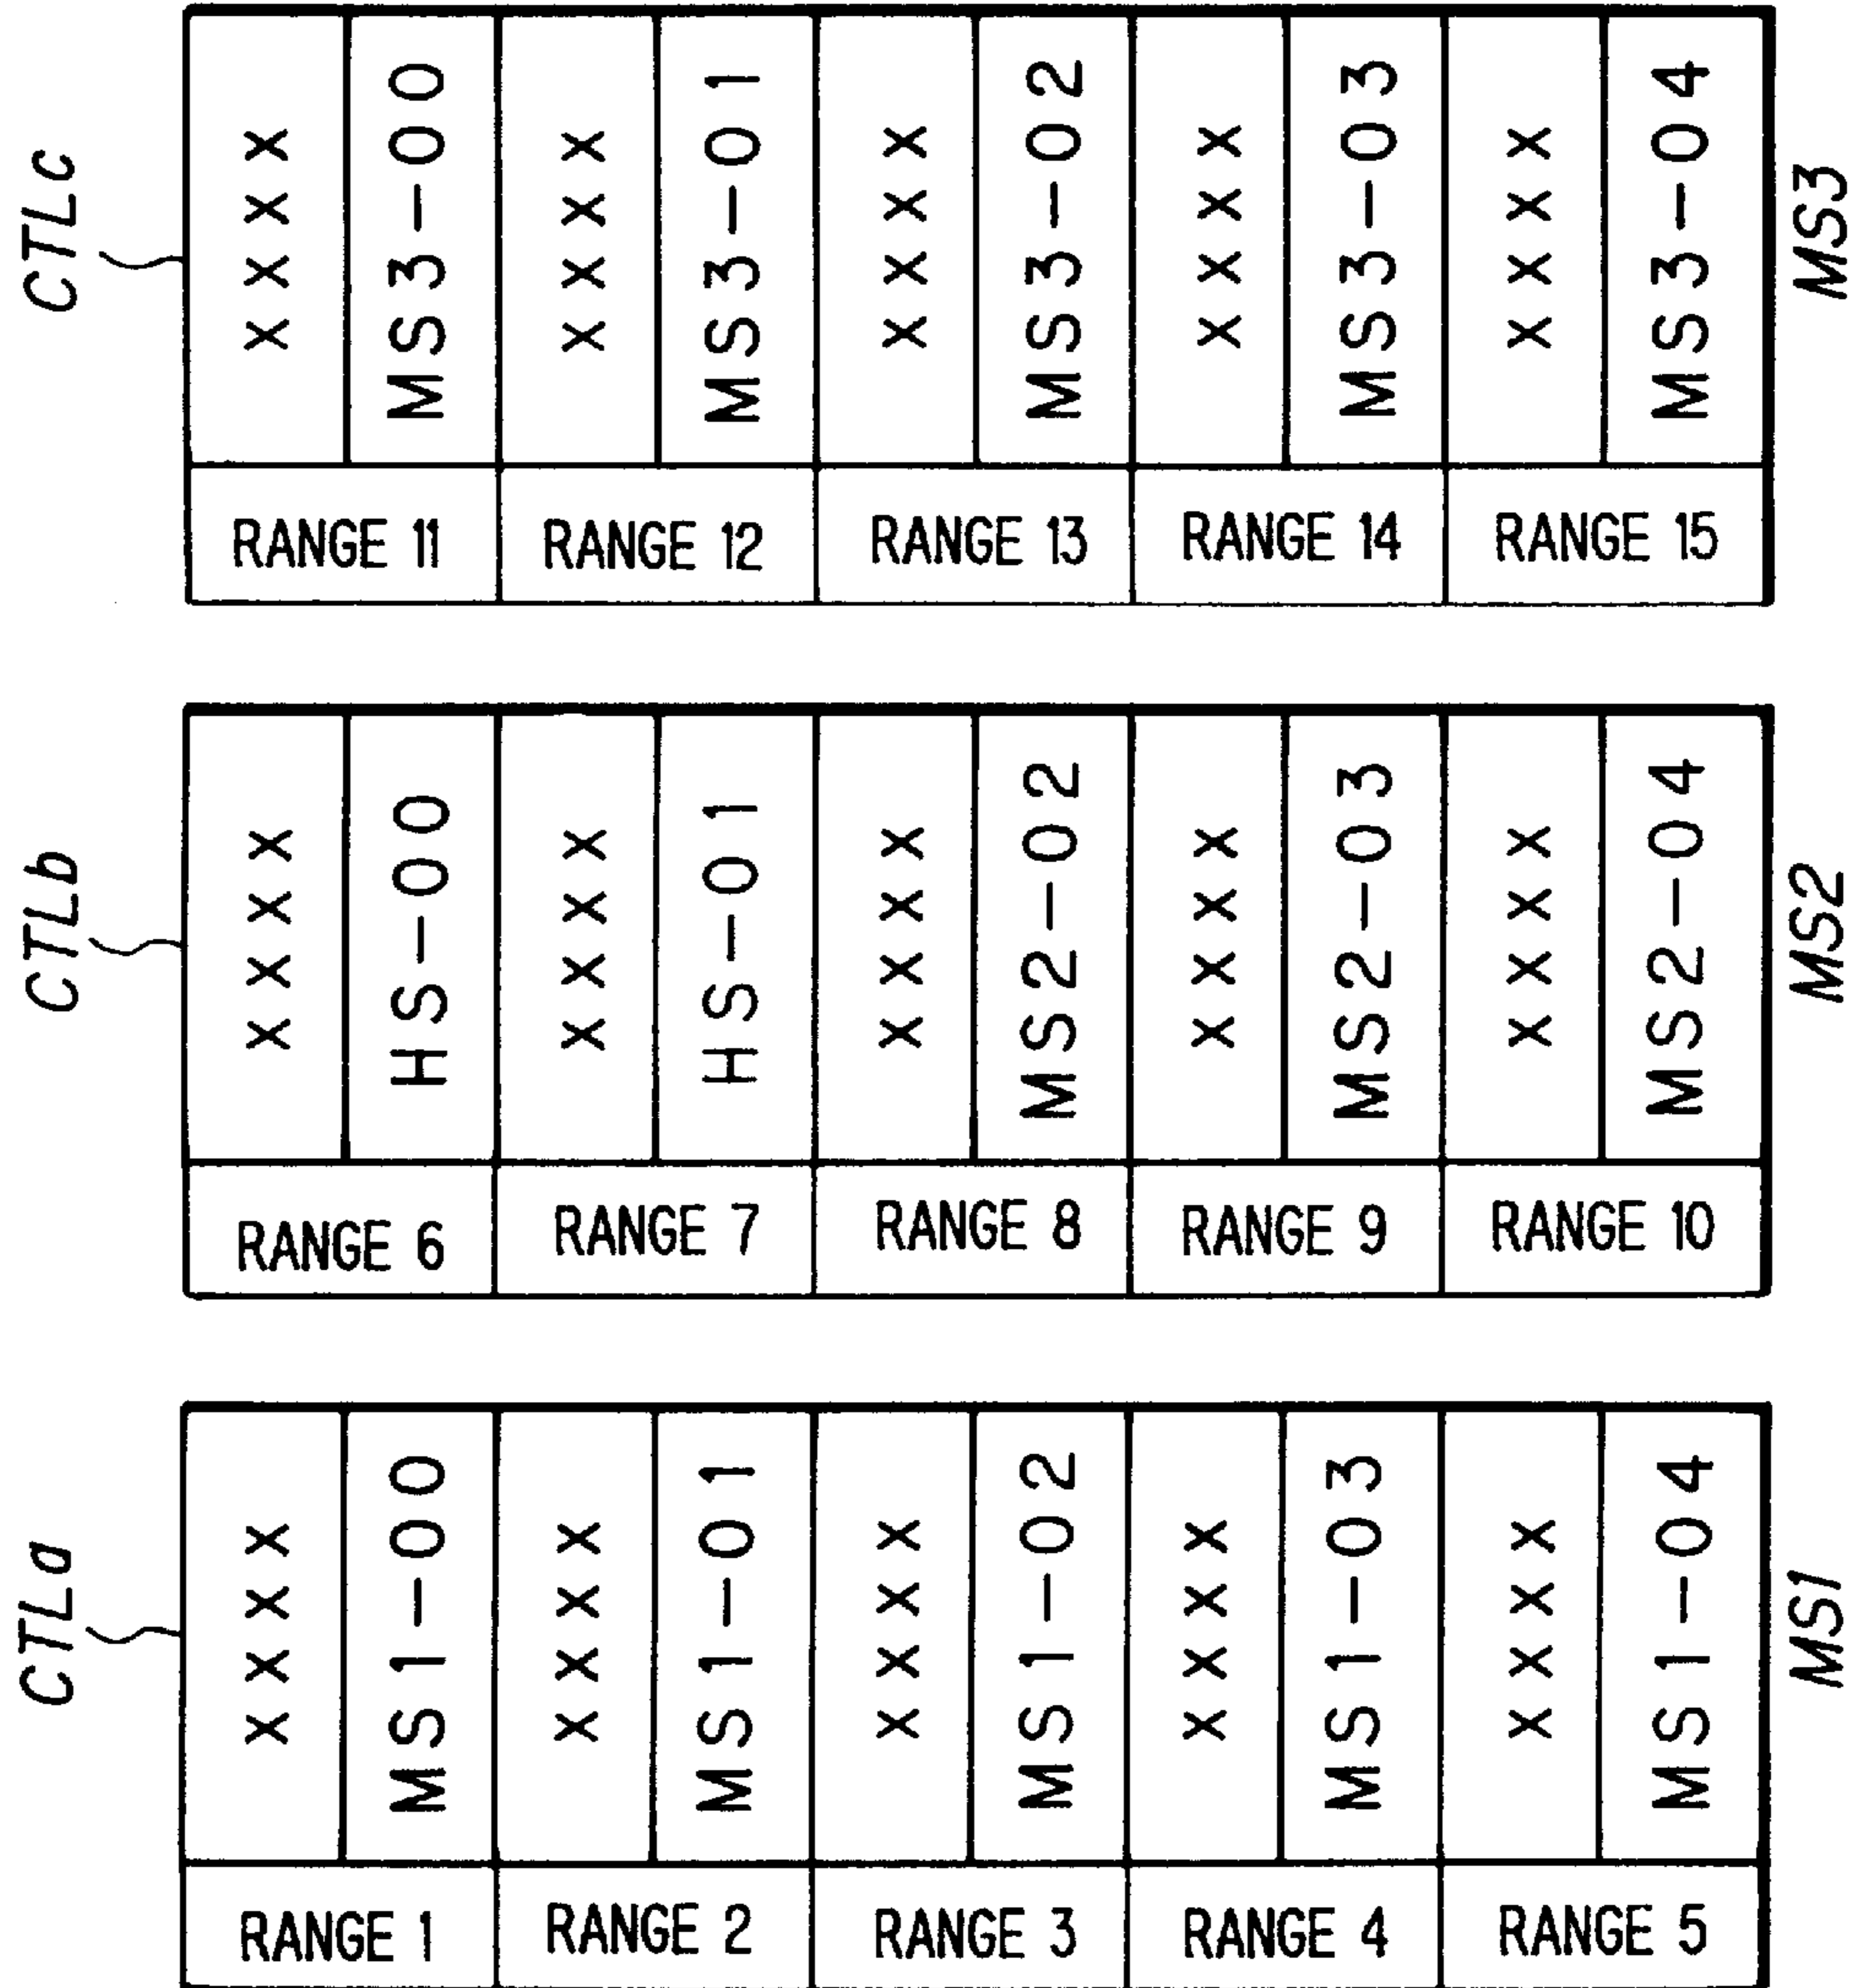 CTLa
RANGE 1
XXXX
MS1-00
RANGE 2
XXXX
MS1-01
RANGE 3
XXXX
MS1-02
RANGE 4
XXXX
MS1-03
RANGE 5
XXXX
MS1-04
MS1
CTLb
RANGE 6
XXXX
HS-00
RANGE 7
XXXX
HS-01
RANGE 8
XXXX
MS2-02
RANGE 9
XXXX
MS2-03
RANGE 10
XXXX
MS2-04
MS2
CTLc
RANGE 11
XXXX
MS3-00
RANGE 12
XXXX
MS3-01
RANGE 13
XXXX
MS3-02
RANGE 14
XXXX
MS3-03
RANGE 15
XXXX
MS3-04
MS3